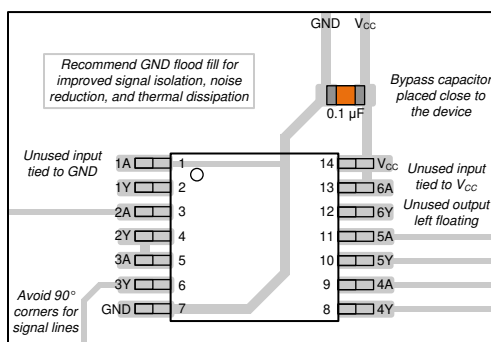 GND VCC
Recommend GND flood fill for
improved signal isolation, noise
reduction, and thermal dissipation
Bypass capacitor
placed close to
the device
0.1 µF
Unused input
tied to GND
1A 1 14 VCC
1Y 2 13 6A
2A 3 12 6Y
2Y 4 11 5A
3A 5 10 5Y
3Y 6 9 4A
GND 7 8 4Y
Unused input
tied to VCC
Unused output
left floating
Avoid 90°
corners for
signal lines